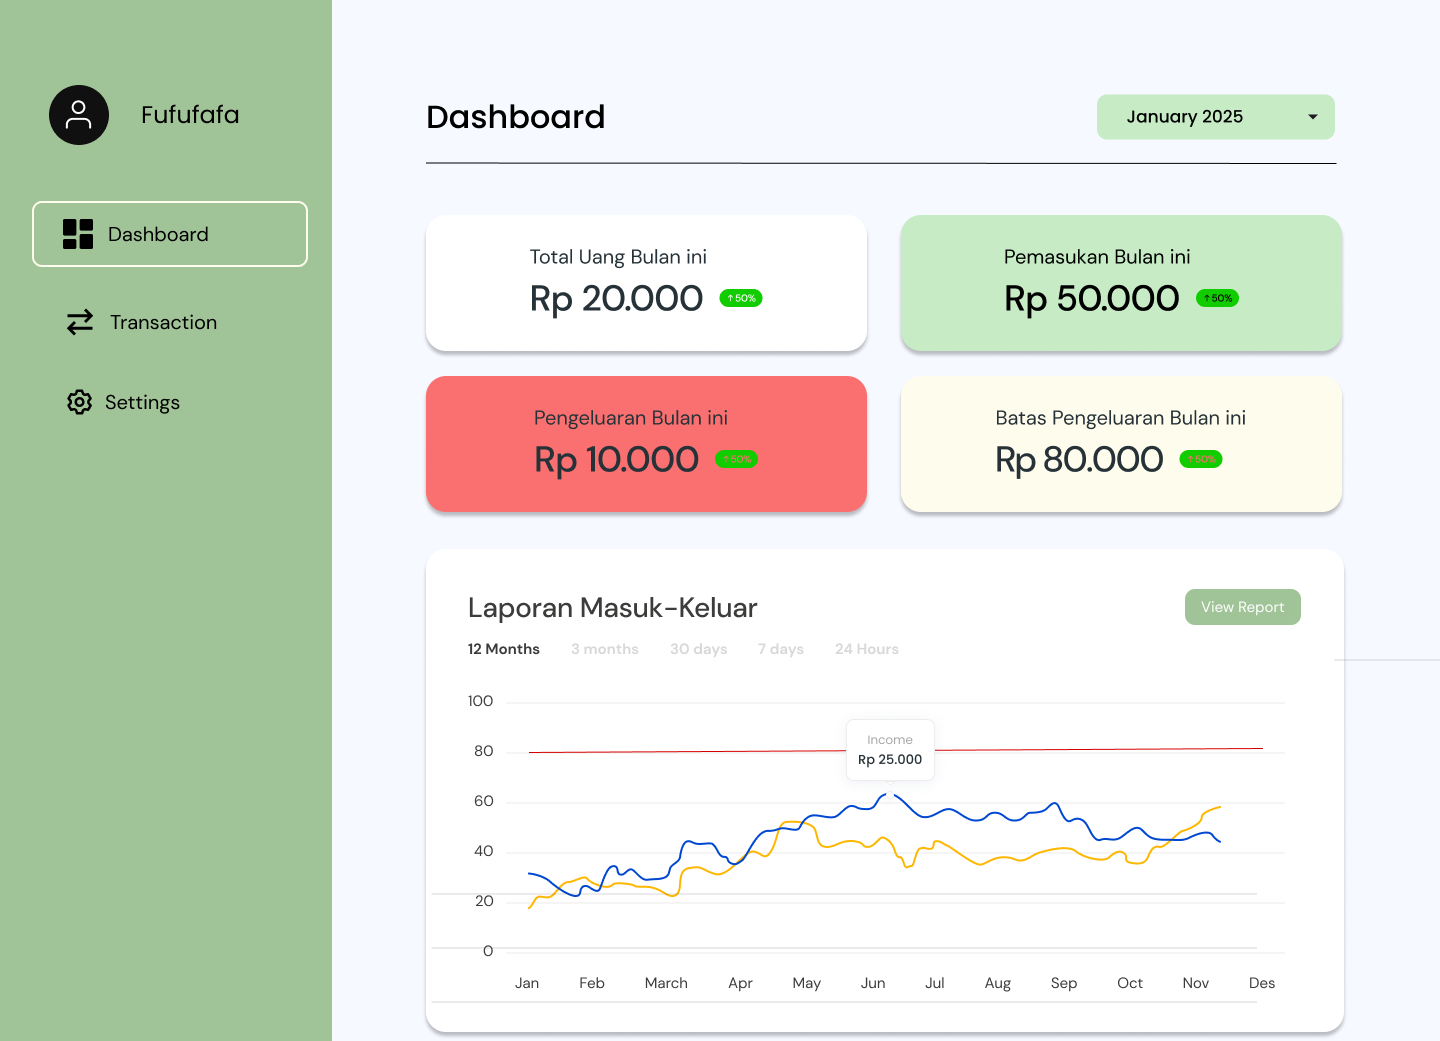 Fufufafa
Dashboard
Transaction
Settings
Dashboard
January 2025
Total Uang Bulan ini
Rp 20.000 ↑50%
Pemasukan Bulan ini
Rp 50.000 ↑50%
Pengeluaran Bulan ini
Rp 10.000 ↑50%
Batas Pengeluaran Bulan ini
Rp 80.000 ↑50%
Laporan Masuk-Keluar
View Report
12 Months 3 months 30 days 7 days 24 Hours
100
80
60
40
20
0
Income
Rp 25.000
Jan Feb March Apr May Jun Jul Aug Sep Oct Nov Des